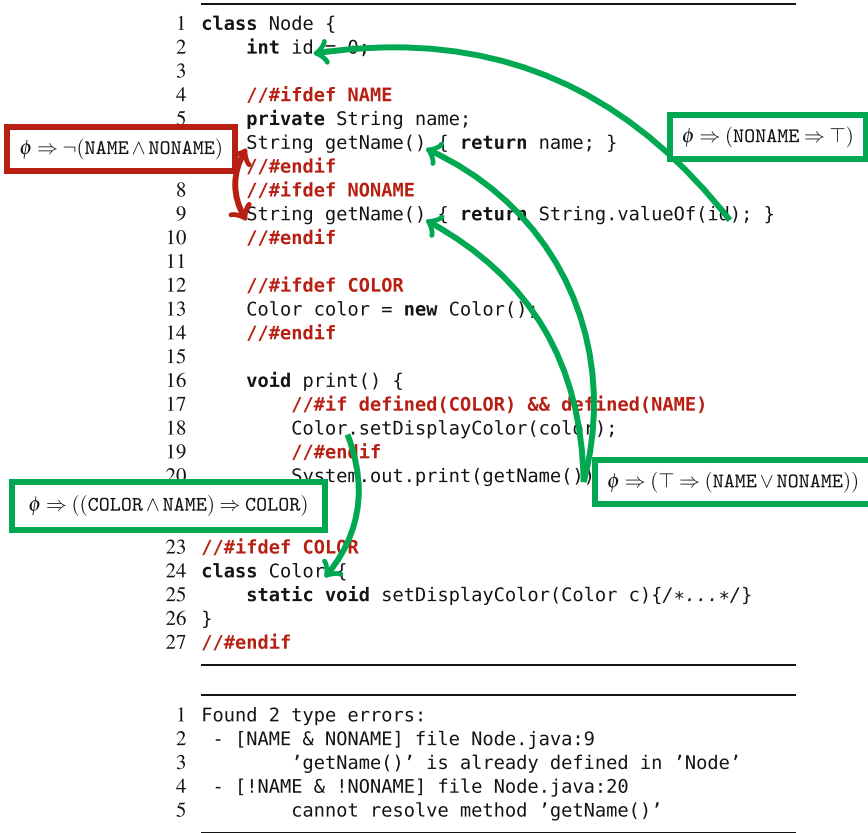 1 class Node {
2 int id = 0;
3
4 //#ifdef NAME
5 private String name;
String getName() { return name; }
//#endif
8 //#ifdef NONAME
9 String getName() { return String.valueOf(id); }
10 //#endif
11
12 //#ifdef COLOR
13 Color color = new Color();
14 //#endif
15
16 void print() {
17 //#if defined(COLOR) && defined(NAME)
18 Color.setDisplayColor(color);
19 //#endif
20 System.out.print(getName())
23 //#ifdef COLOR
24 class Color {
25 static void setDisplayColor(Color c){/*...*/}
26 }
27 //#endif
ϕ ⇒ ¬(NAME ∧ NONAME)
ϕ ⇒ (NONAME ⇒ ⊤)
ϕ ⇒ ((COLOR ∧ NAME) ⇒ COLOR)
ϕ ⇒ (⊤ ⇒ (NAME ∨ NONAME))
1 Found 2 type errors:
2 - [NAME & NONAME] file Node.java:9
3 ’getName()’ is already defined in ’Node’
4 - [!NAME & !NONAME] file Node.java:20
5 cannot resolve method ’getName()’